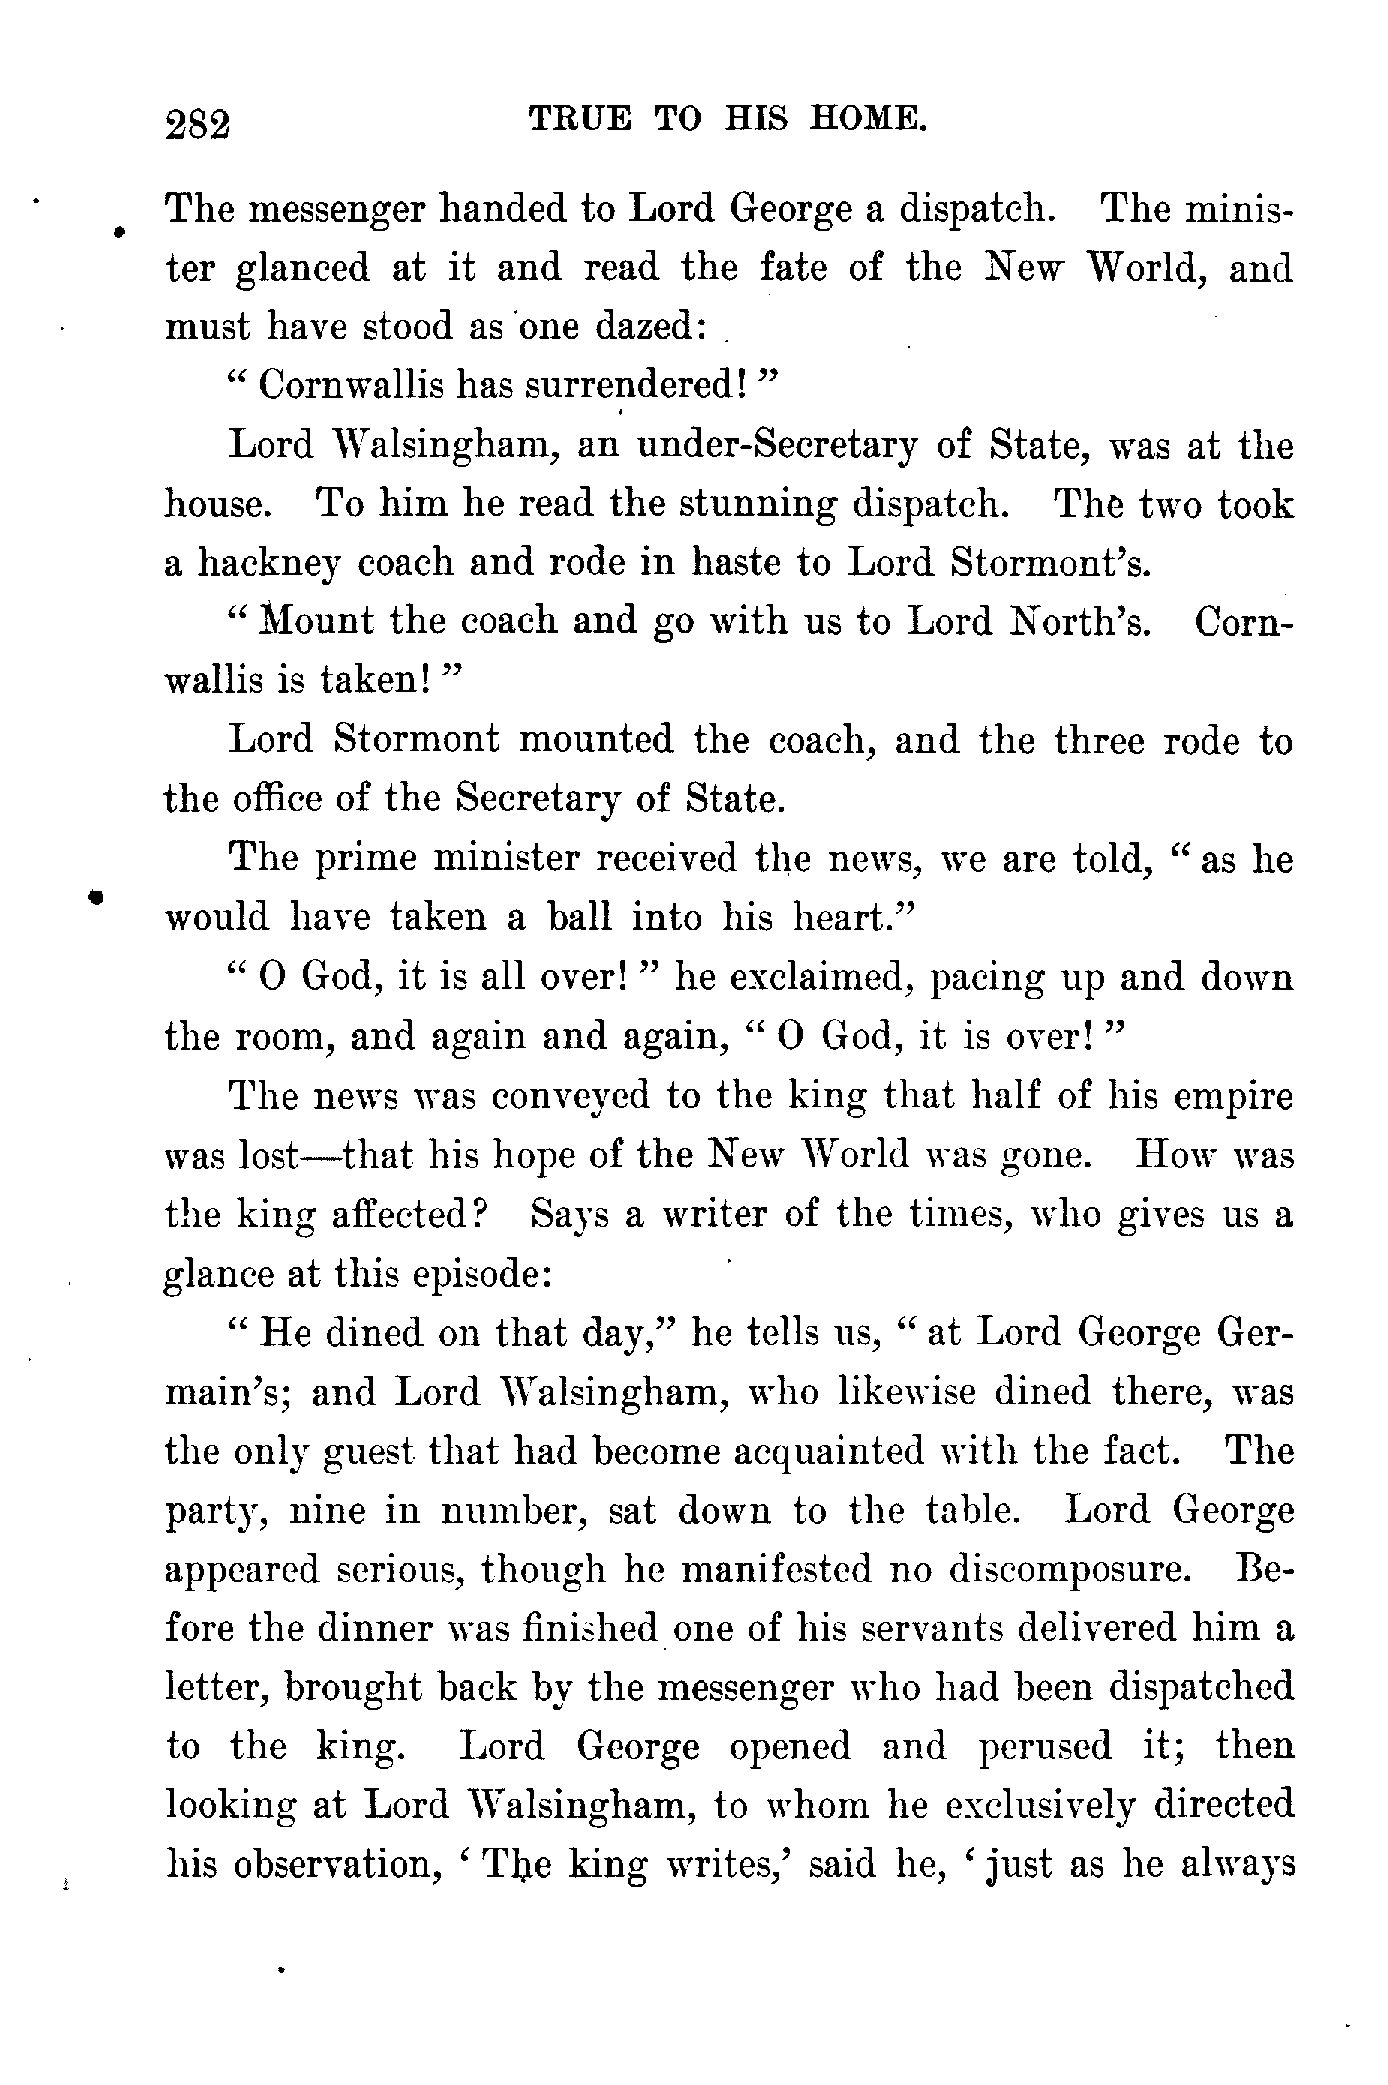 282 TRUE TO HIS HOME.
The messenger handed to Lord George a dispatch. The minis-
ter glanced at it and read the fate of the New World, and
must have stood as one dazed:
“ Cornwallis has surrendered! ”
Lord Walsingham, an under-Secretary of State, was at the
house. To him he read the stunning dispatch. The two took
a hackney coach and rode in haste to Lord Stormont’s.
“ Mount the coach and go with us to Lord North’s. Corn-
wallis is taken! ”
Lord Stormont mounted the coach, and the three rode to
the office of the Secretary of State.
The prime minister received the news, we are told, “ as he
would have taken a ball into his heart.”
“ O God, it is all over! ” he exclaimed, pacing up and down
the room, and again and again, “ O God, it is over! ”
The news was conveyed to the king that half of his empire
was lost—that his hope of the New World was gone. How was
the king affected? Says a writer of the times, who gives us a
glance at this episode:
“ He dined on that day,” he tells us, “ at Lord George Ger-
main’s; and Lord Walsingham, who likewise dined there, was
the only guest that had become acquainted with the fact. The
party, nine in number, sat down to the table. Lord George
appeared serious, though he manifested no discomposure. Be-
fore the dinner was finished one of his servants delivered him a
letter, brought back by the messenger who had been dispatched
to the king. Lord George opened and perused it; then
looking at Lord Walsingham, to whom he exclusively directed
his observation, ‘ The king writes,’ said he, ‘ just as he always